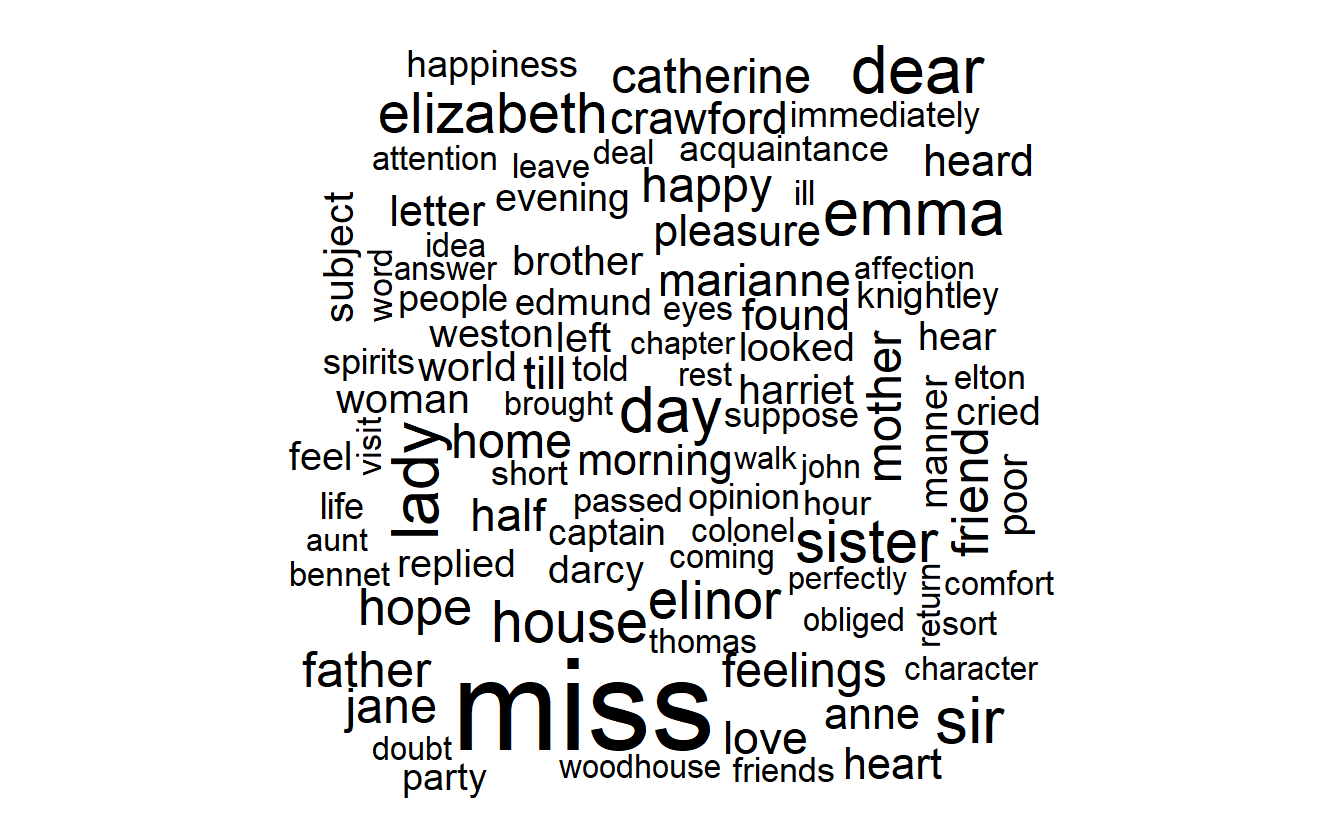 happiness catherine dear
elizabeth crawford immediately
attention leave deal acquaintance heard
letter evening happy ill emma
subject word idea pleasure
answer brother marianne affection
people edmund eyes found knightley
weston left chapter looked mother hear
spirits world till told rest harriet manner elton
woman brought day suppose cried
feel visit lady home short morning walk john friend poor
life half passed opinion hour
aunt captain colonel sister
bennet replied darcy coming perfectly return comfort
hope house elinor obliged sort
thomas
father miss feelings character
jane love anne sir
doubt woodhouse friends heart
party